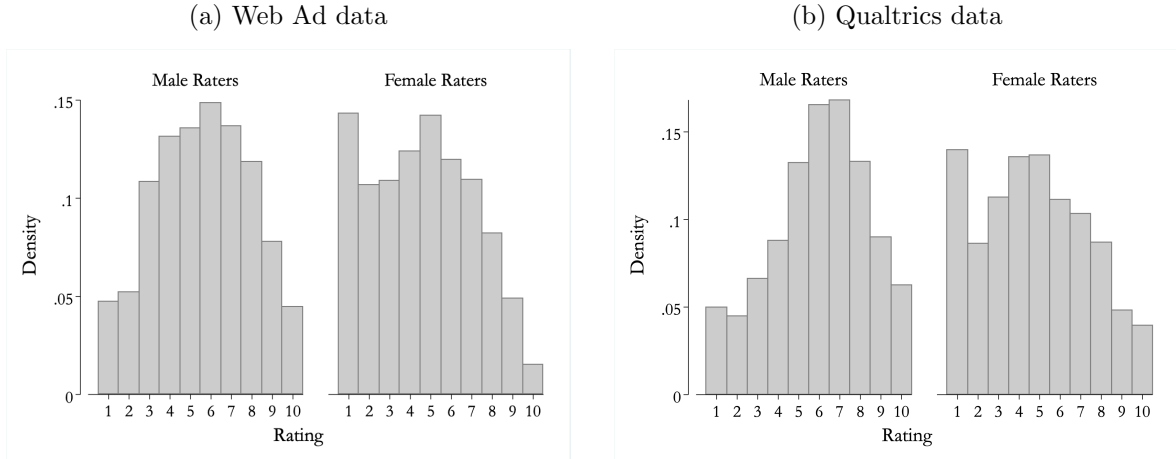 (a) Web Ad data
Male Raters
Female Raters
Density
.15
.1
.05
0
1 2 3 4 5 6 7 8 9 10
1 2 3 4 5 6 7 8 9 10
Rating
(b) Qualtrics data
Male Raters
Female Raters
Density
.15
.1
.05
0
1 2 3 4 5 6 7 8 9 10
1 2 3 4 5 6 7 8 9 10
Rating